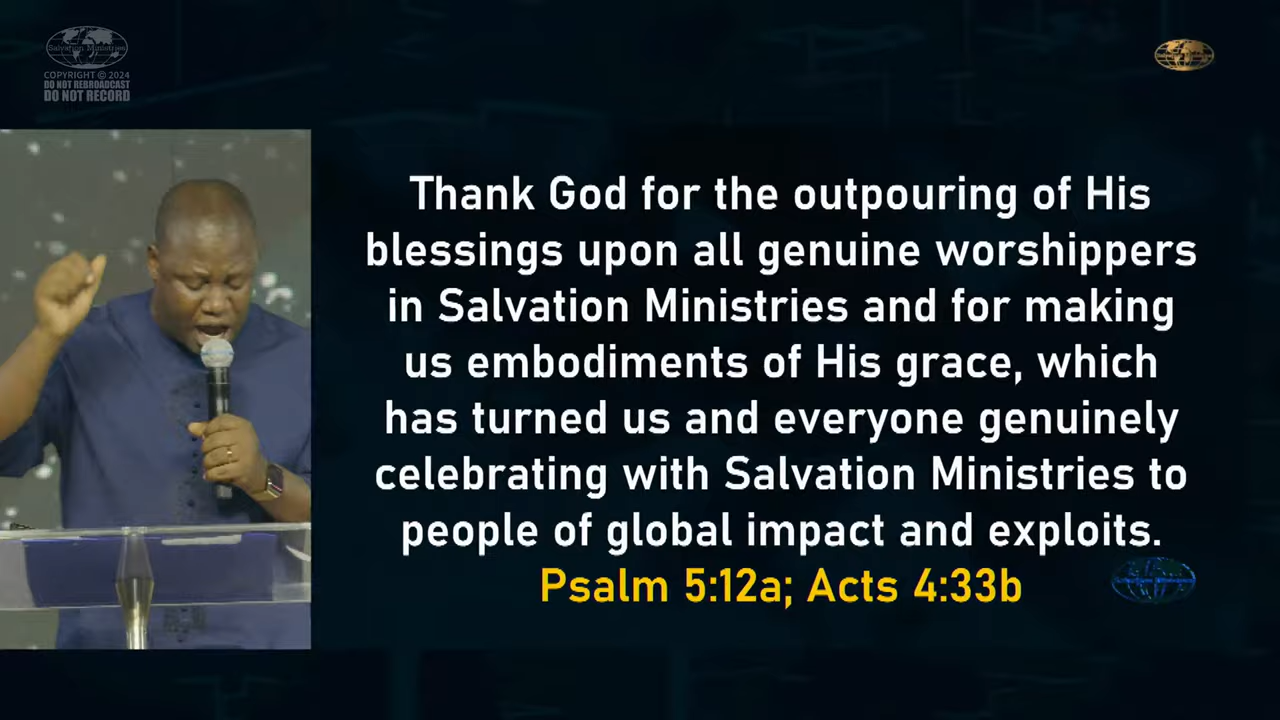 Salvation Ministries
COPYRIGHT © 2024
DO NOT REBROADCAST
DO NOT RECORD
Thank God for the outpouring of His
blessings upon all genuine worshippers
in Salvation Ministries and for making
us embodiments of His grace, which
has turned us and everyone genuinely
celebrating with Salvation Ministries to
people of global impact and exploits.
Psalm 5:12a; Acts 4:33b